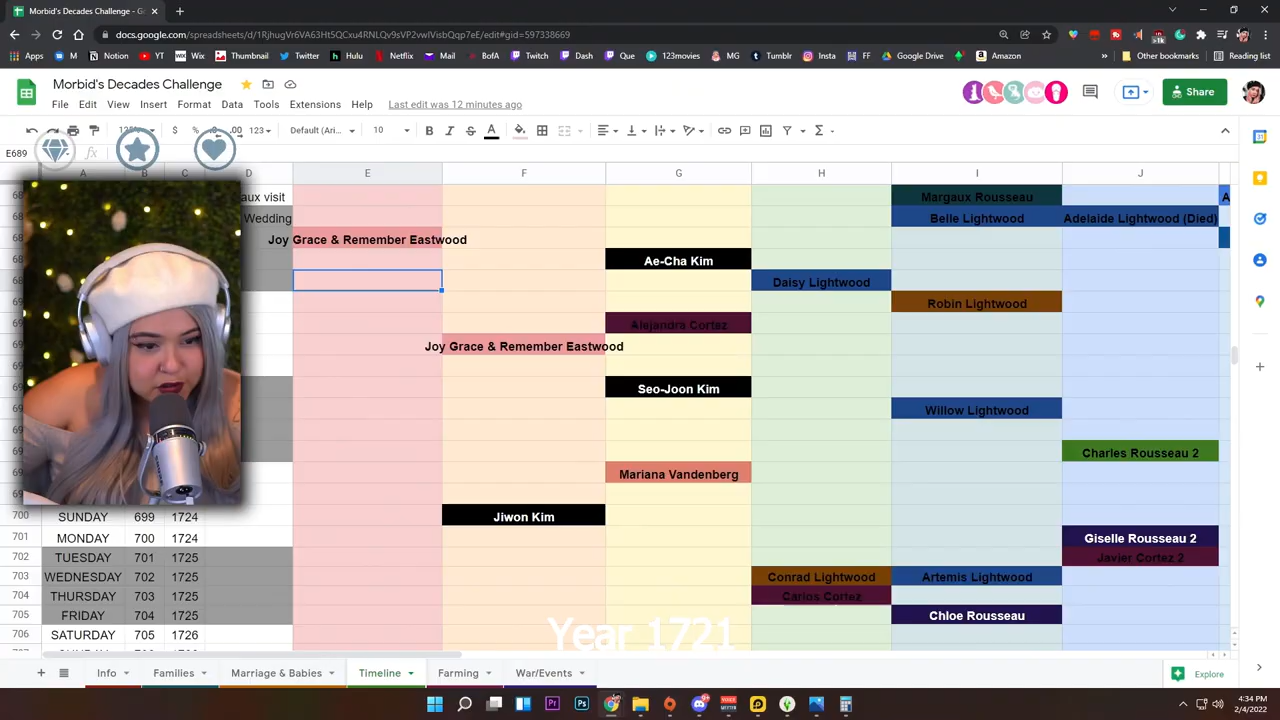 Morbid's Decades Challenge - G
docs.google.com/spreadsheets/d/1RjhugVr6VA63Ht5QCxu4RNLQv9sVP2vwIVisbQqp7eE/edit#gid=597338669
Apps M Notion YT WC Thumbnail Twitter Hulu Netflix Mail BofA Twitch Dash Que 123movies MG Tumblr Insta FF Google Drive Amazon Other bookmarks Reading list
Morbid's Decades Challenge
File Edit View Insert Format Data Tools Extensions Help Last edit was 12 minutes ago
Share
$ % .0 .00 123 Default (Ari... 10 B I S A
E689 fx
A B C D E F G H I J
aux visit Margaux Rousseau
Wedding Belle Lightwood Adelaide Lightwood (Died)
Joy Grace & Remember Eastwood
Ae-Cha Kim
Daisy Lightwood
Robin Lightwood
Alejandra Cortez
Joy Grace & Remember Eastwood
Seo-Joon Kim
Willow Lightwood
Charles Rousseau 2
Mariana Vandenberg
700 SUNDAY 699 1724 Jiwon Kim
701 MONDAY 700 1724 Giselle Rousseau 2
702 TUESDAY 701 1725 Javier Cortez 2
703 WEDNESDAY 702 1725 Conrad Lightwood Artemis Lightwood
704 THURSDAY 703 1725 Carlos Cortez
705 FRIDAY 704 1725 Chloe Rousseau
706 SATURDAY 705 1726
Year 1721
Info Families Marriage & Babies Timeline Farming War/Events Explore
4:34 PM
2/4/2022